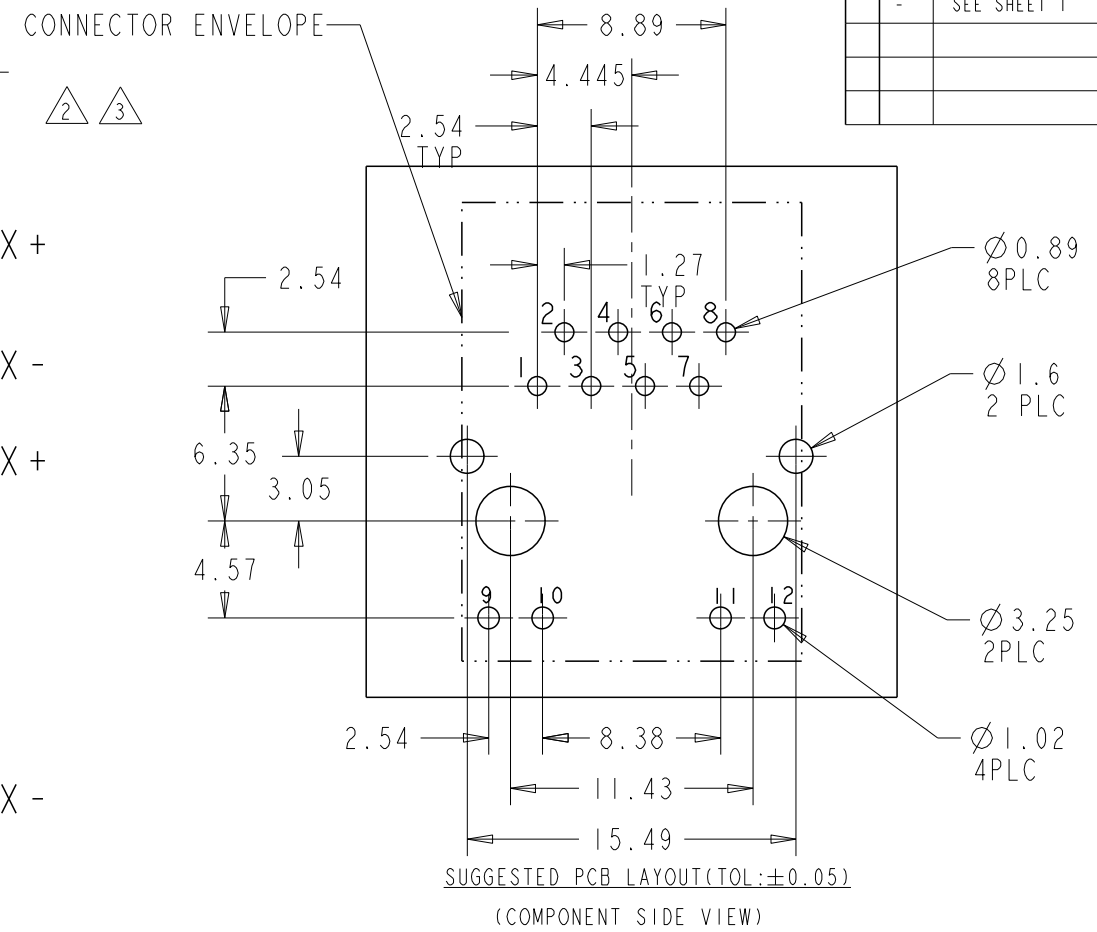 - SEE SHEET 1
CONNECTOR ENVELOPE
8.89
4.445
2 3
2.54
TYP
X +
Ø0.89
8PLC
2.54
1.27
TYP
2 4 6 8
1 3 5 7
X -
Ø1.6
2 PLC
6.35
X +
3.05
4.57
9 10 11 12
Ø3.25
2PLC
2.54
8.38
Ø1.02
4PLC
11.43
X -
15.49
SUGGESTED PCB LAYOUT(TOL:±0.05)
(COMPONENT SIDE VIEW)